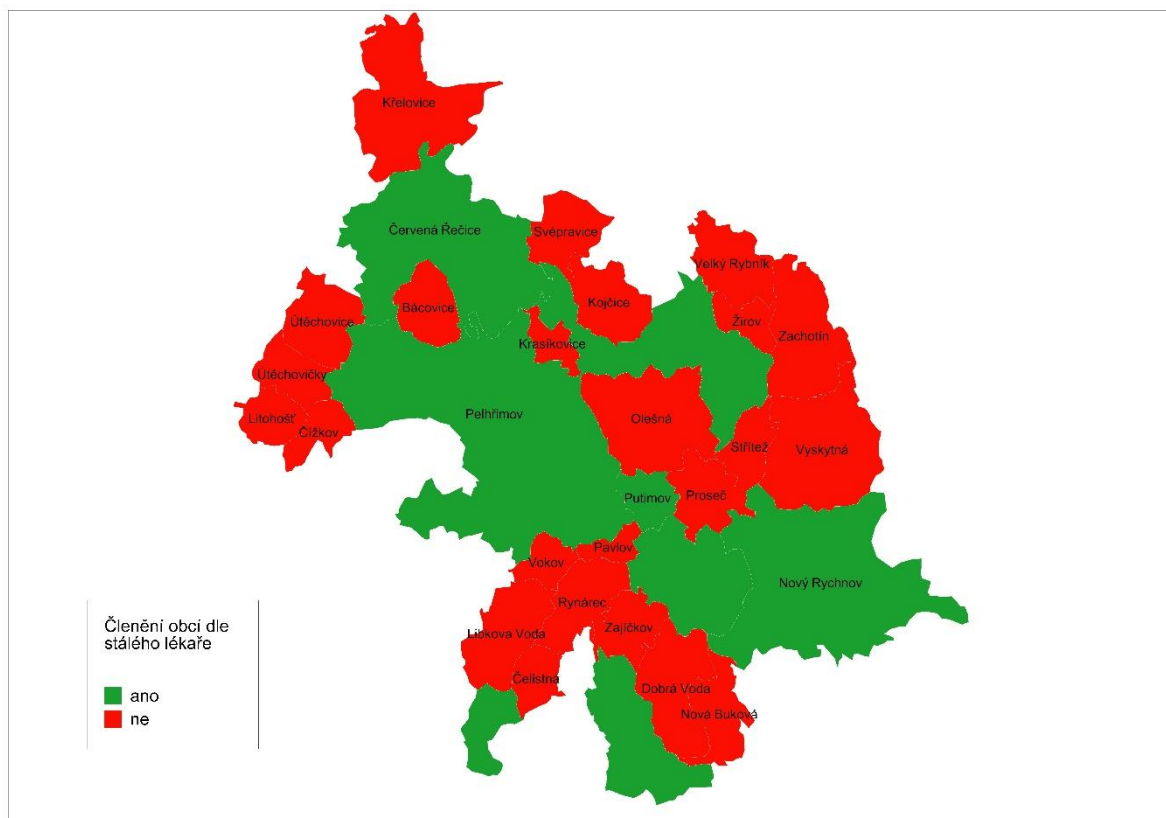 Křelovice
Červená Řečice
Svépravice
Velký Rybník
Bácovice
Kojčice
Útěchovice
Žirov
Zachotín
Krasíkovice
Útěchovičky
Pelhřimov
Olešná
Litohošť
Čížkov
Střítež
Vyskytná
Putimov
Proseč
Pavlov
Vokov
Nový Rychnov
Rynárec
Zajíčkov
Libkova Voda
Čelistná
Dobrá Voda
Nová Buková
Členění obcí dle
stálého lékaře
ano
ne